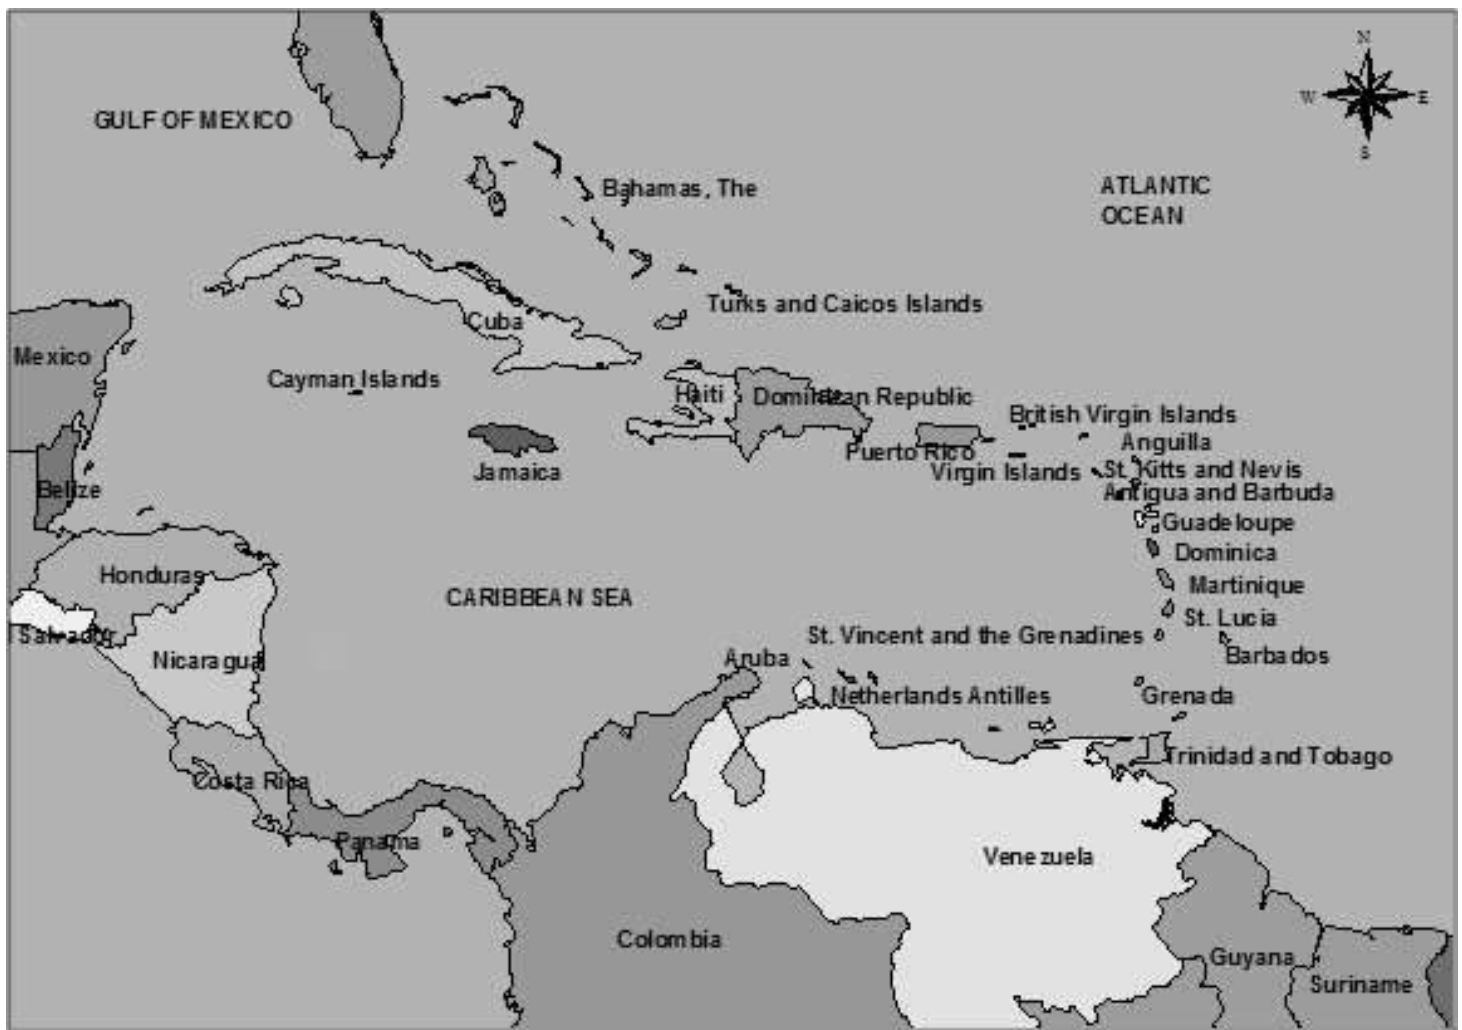 N
W E
S
GULF OF MEXICO
ATLANTIC
OCEAN
Bahamas, The
Turks and Caicos Islands
Cuba
Mexico
Cayman Islands
Haiti
Dominican Republic
British Virgin Islands
Anguilla
Puerto Rico
Virgin Islands
St. Kitts and Nevis
Jamaica
Belize
Antigua and Barbuda
Guadeloupe
Dominica
Honduras
Martinique
CARIBBEAN SEA
St. Lucia
l Salvador
St. Vincent and the Grenadines
Barbados
Nicaragua
Aruba
Netherlands Antilles
Grenada
Trinidad and Tobago
Costa Rica
Panama
Venezuela
Colombia
Guyana
Suriname